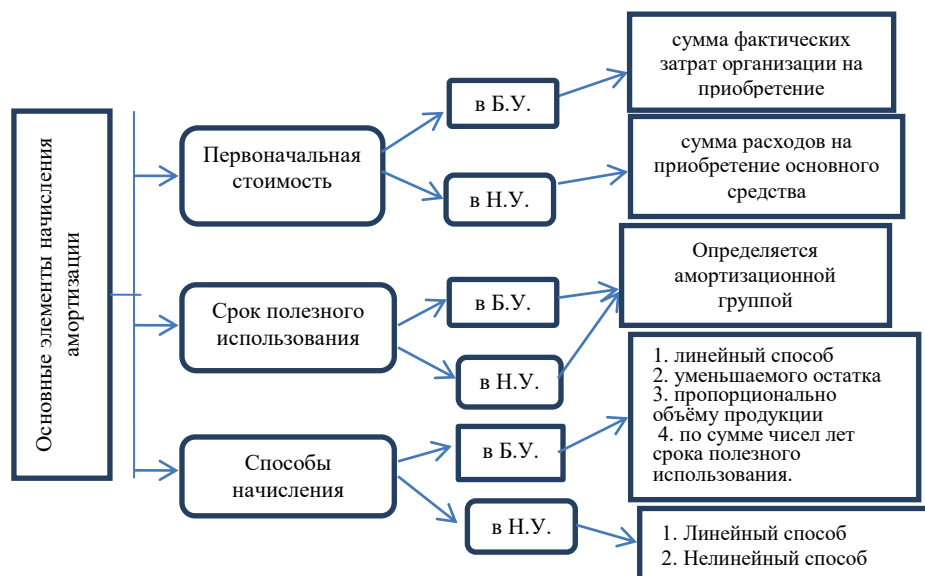 Основные элементы начисления
амортизации
Первоначальная
стоимость
в Б.У.
сумма фактических
затрат организации на
приобретение
в Н.У.
сумма расходов на
приобретение основного
средства
Срок полезного
использования
в Б.У.
в Н.У.
Определяется
амортизационной
группой
Способы
начисления
в Б.У.
1. линейный способ
2. уменьшаемого остатка
3. пропорционально
объёму продукции
4. по сумме чисел лет
срока полезного
использования.
в Н.У.
1. Линейный способ
2. Нелинейный способ